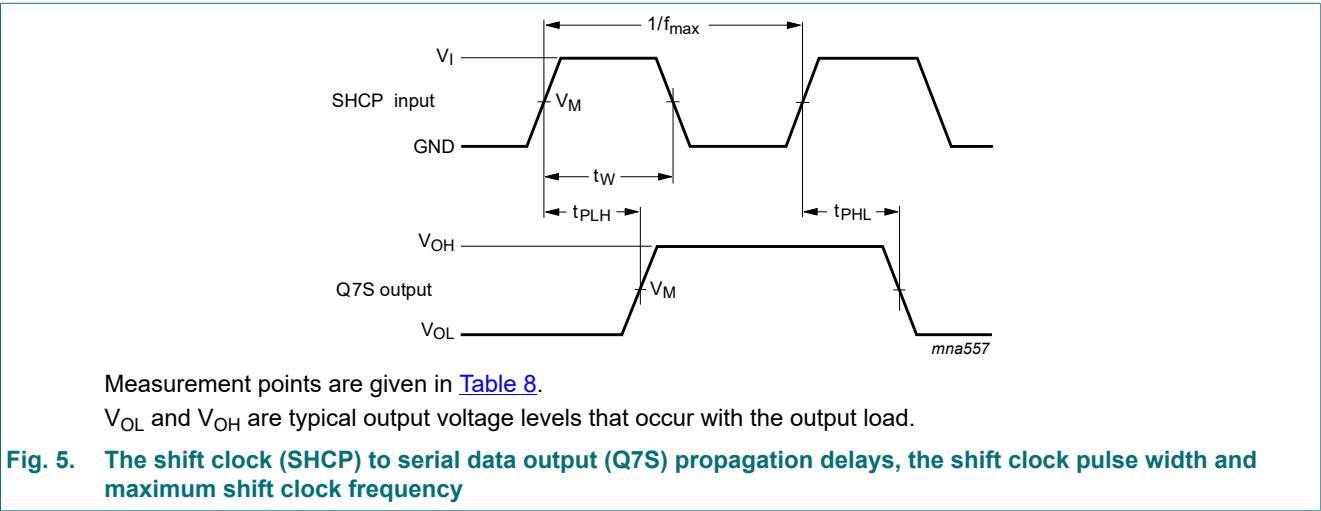 1/fmax
VI
SHCP input
VM
GND
tW
tPLH
tPHL
VOH
Q7S output
VM
VOL
mna557
Measurement points are given in Table 8.
VOL and VOH are typical output voltage levels that occur with the output load.
Fig. 5. The shift clock (SHCP) to serial data output (Q7S) propagation delays, the shift clock pulse width and
maximum shift clock frequency